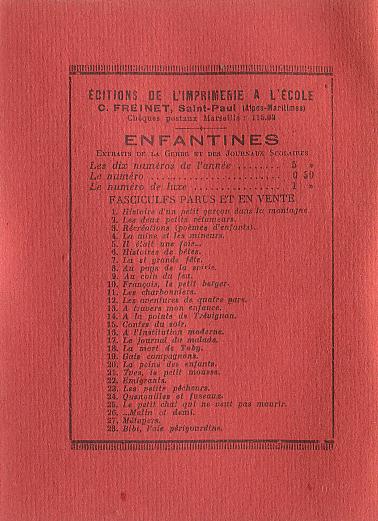 ÉDITIONS DE L'IMPRIMERIE A L'ÉCOLE
C. FREINET, Saint-Paul (Alpes-Maritimes)
Chèques postaux Marseille : 115.03
ENFANTINES
EXTRAITS DE LA GERBE ET DES JOURNAUX SCOLAIRES
Les dix numéros de l'année ........ 5 »
Le numéro ........ 0 50
Le numéro de luxe ........ 1 »
FASCICULES PARUS ET EN VENTE
1. Histoire d'un petit garçon dans la montagne
2. Les deux petits rétameurs.
3. Récréations (poèmes d'enfants).
4. La mine et les mineurs.
5. Il était une fois...
6. Histoires de bêtes.
7. La si grande fête.
8. Au pays de la soierie.
9. Au coin du feu.
10. François, le petit berger.
11. Les charbonniers.
12. Les aventures de quatre gars.
13. A travers mon enfance.
14. A la pointe de Trévignon.
15. Contes du soir.
16. A l'Institution moderne.
17. Le journal du malade.
18. La mort de Toby.
19. Gais compagnons.
20. La peine des enfants.
21. Yves, le petit mousse.
22. Emigrants.
23. Les petits pêcheurs.
24. Quenouilles et fuseaux.
25. Le petit chat qui ne veut pas mourir.
26. ...Malin et demi.
27. Métayers.
28. Bibi, l'oie périgourdine.